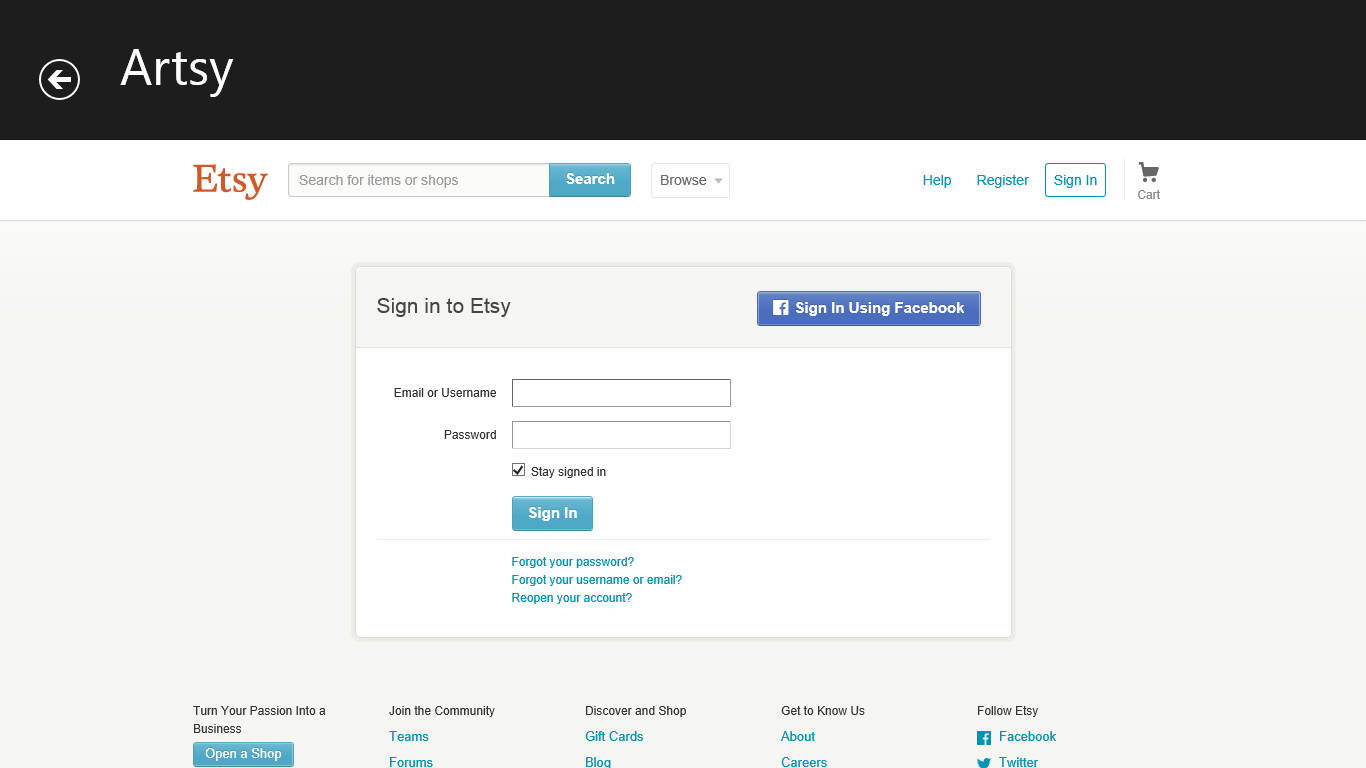 Artsy
Etsy
Search for items or shops
Search
Browse
Help
Register
Sign In
Cart
Sign in to Etsy
Sign In Using Facebook
Email or Username
Password
Stay signed in
Sign In
Forgot your password?
Forgot your username or email?
Reopen your account?
Turn Your Passion Into a
Business
Open a Shop
Join the Community
Teams
Forums
Discover and Shop
Gift Cards
Blog
Get to Know Us
About
Careers
Follow Etsy
Facebook
Twitter